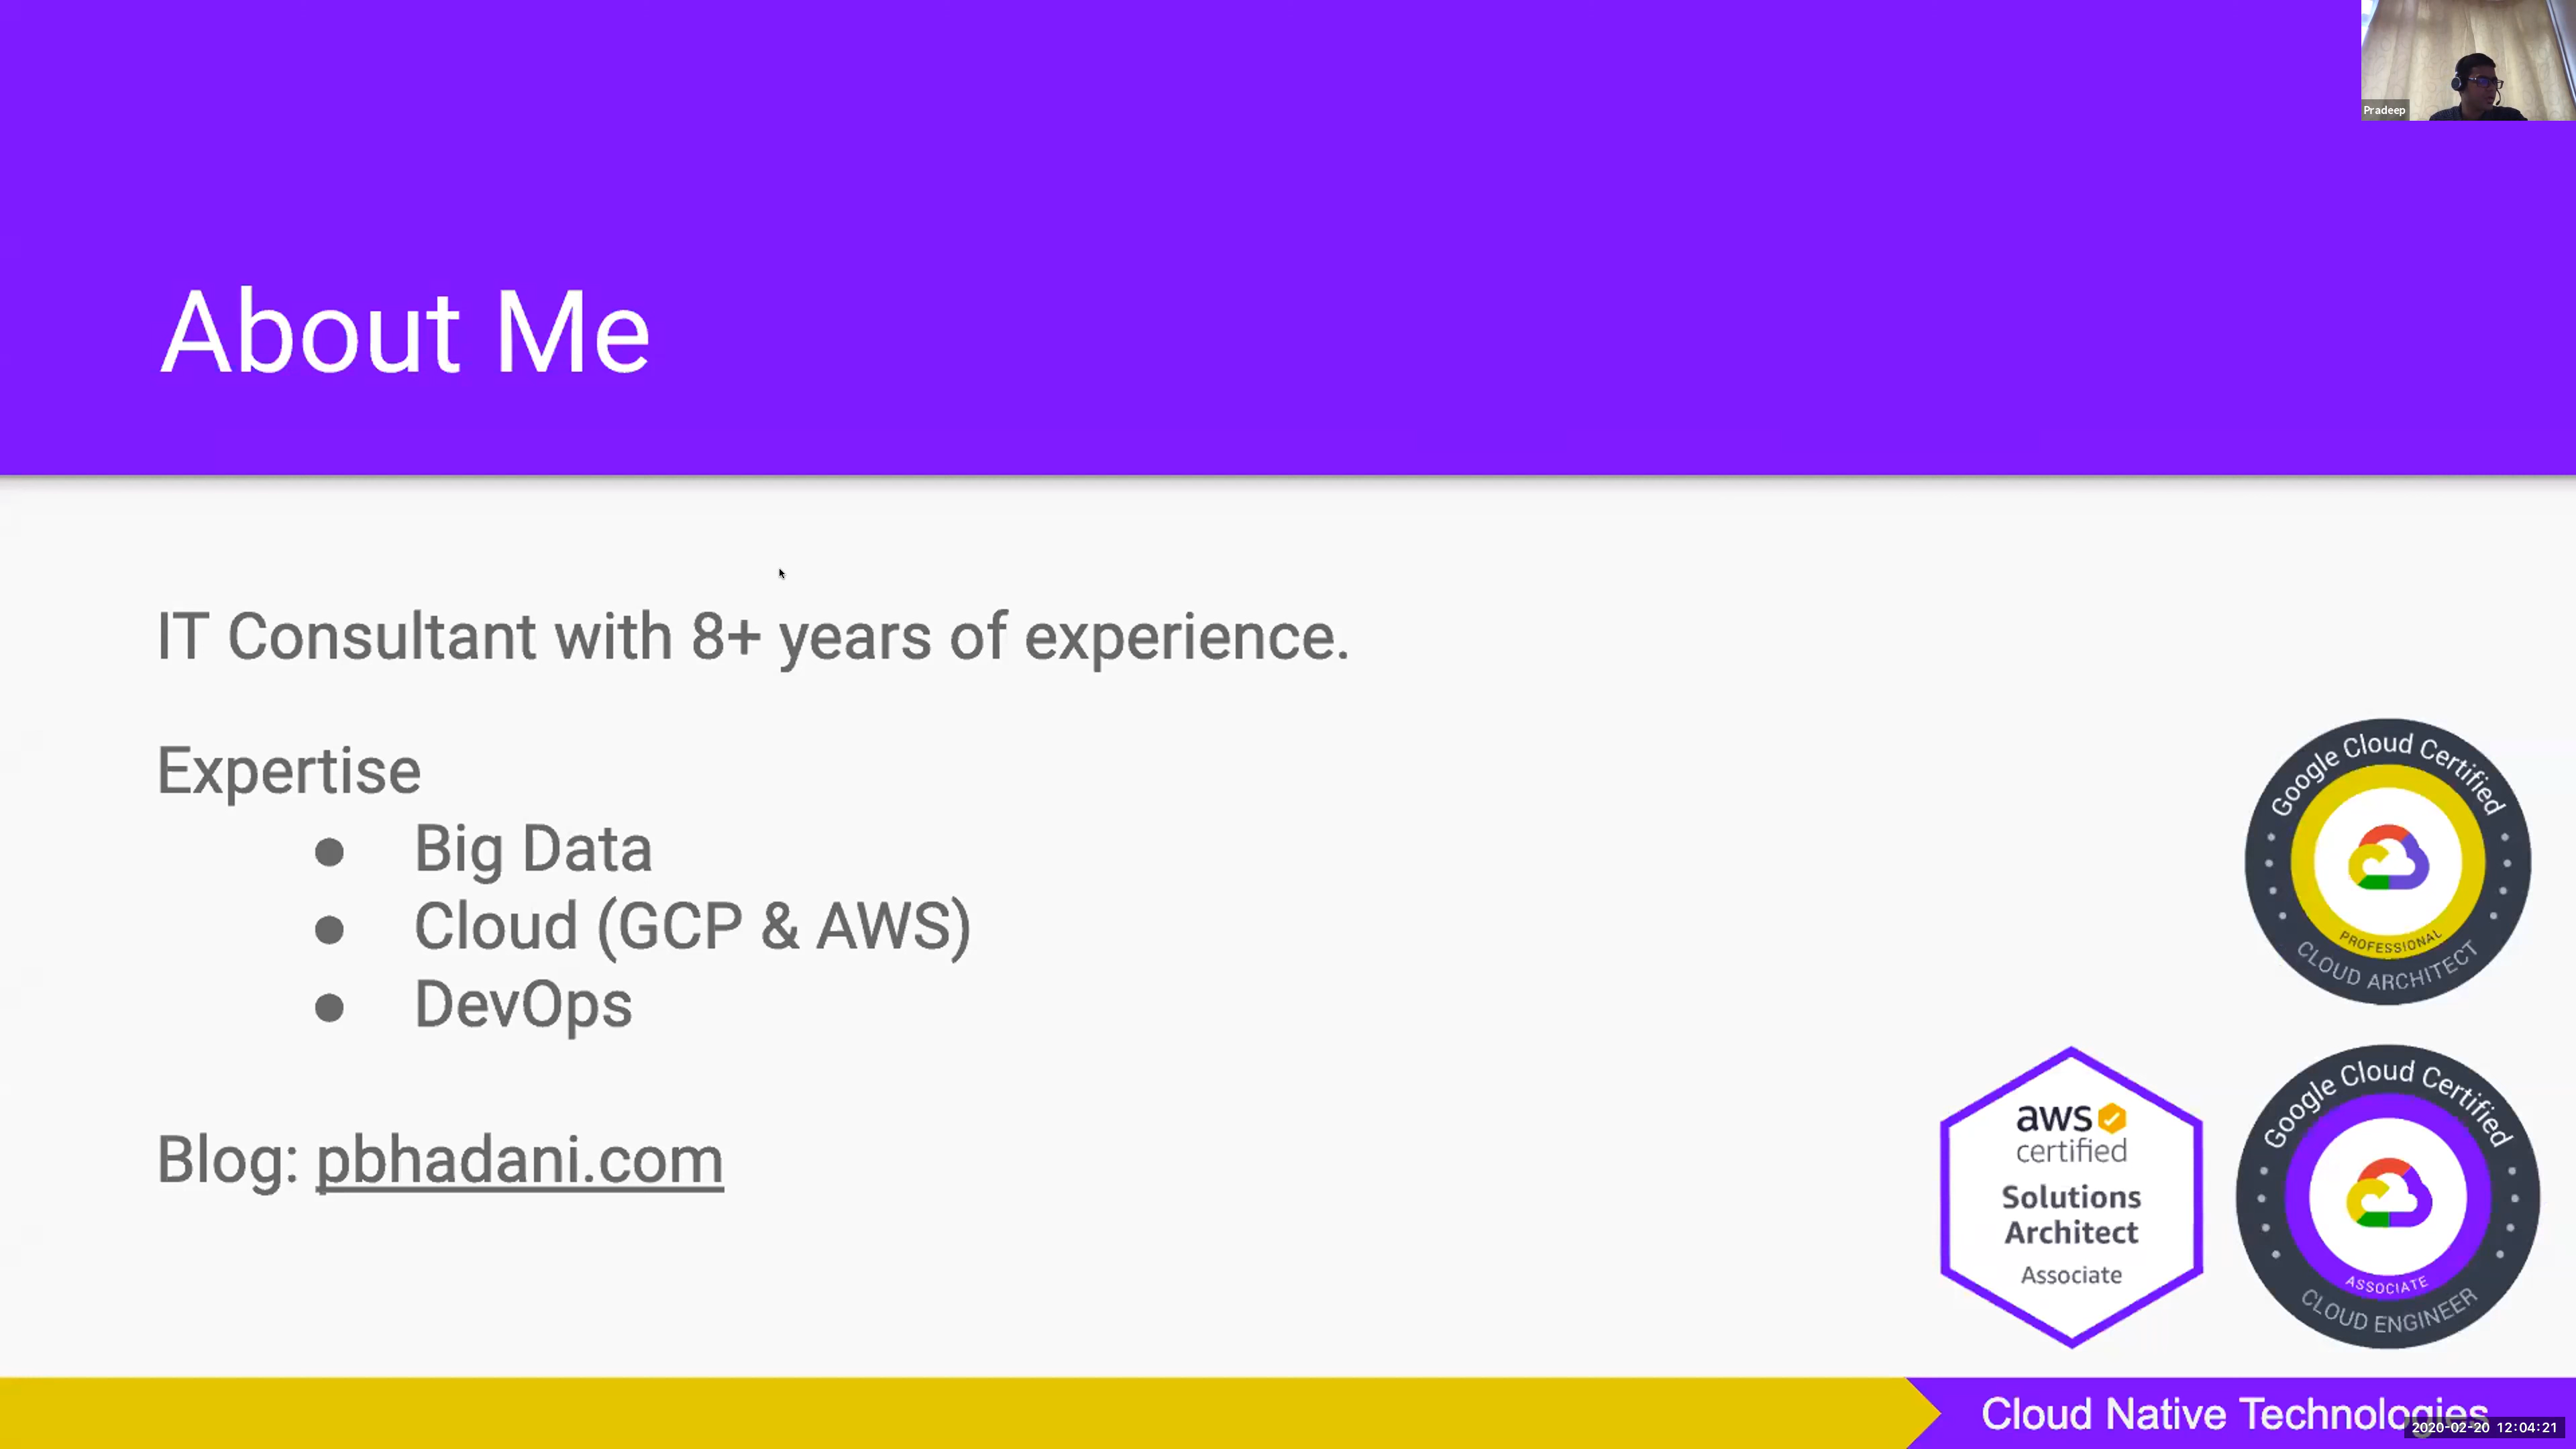 Pradeep
About Me
IT Consultant with 8+ years of experience.
Expertise
● Big Data
● Cloud (GCP & AWS)
● DevOps
Blog: pbhadani.com
Google Cloud Certified
PROFESSIONAL
CLOUD ARCHITECT
aws
certified
Solutions
Architect
Associate
Google Cloud Certified
ASSOCIATE
CLOUD ENGINEER
Cloud Native Technologies
2020-02-20 12:04:21